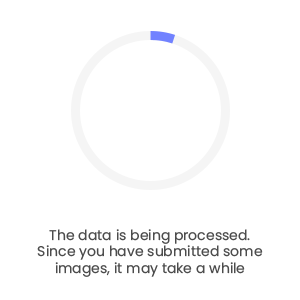 The data is being processed.
Since you have submitted some
images, it may take a while